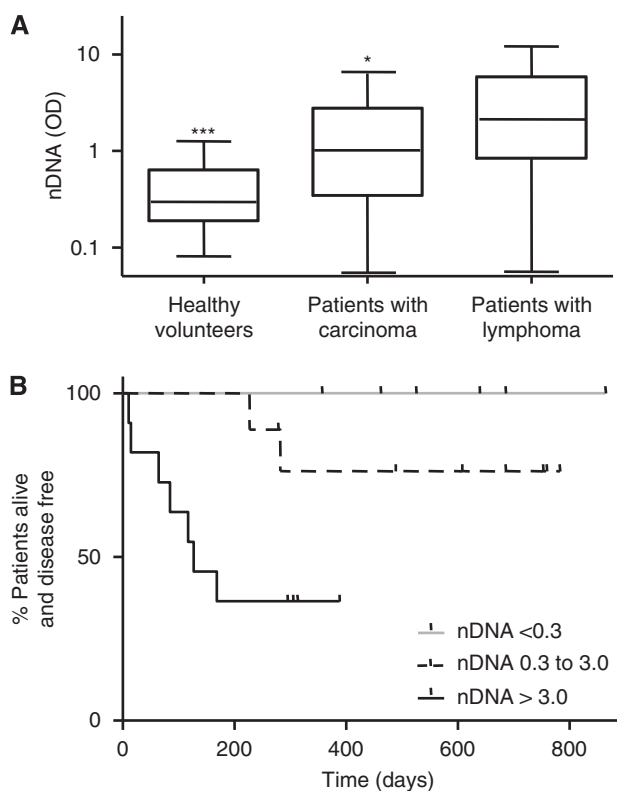 A
nDNA (OD)
10
1
0.1
***
*
Healthy
volunteers
Patients with
carcinoma
Patients with
lymphoma
B
% Patients alive
and disease free
100
50
0
nDNA <0.3
nDNA 0.3 to 3.0
nDNA > 3.0
0 200 400 600 800
Time (days)